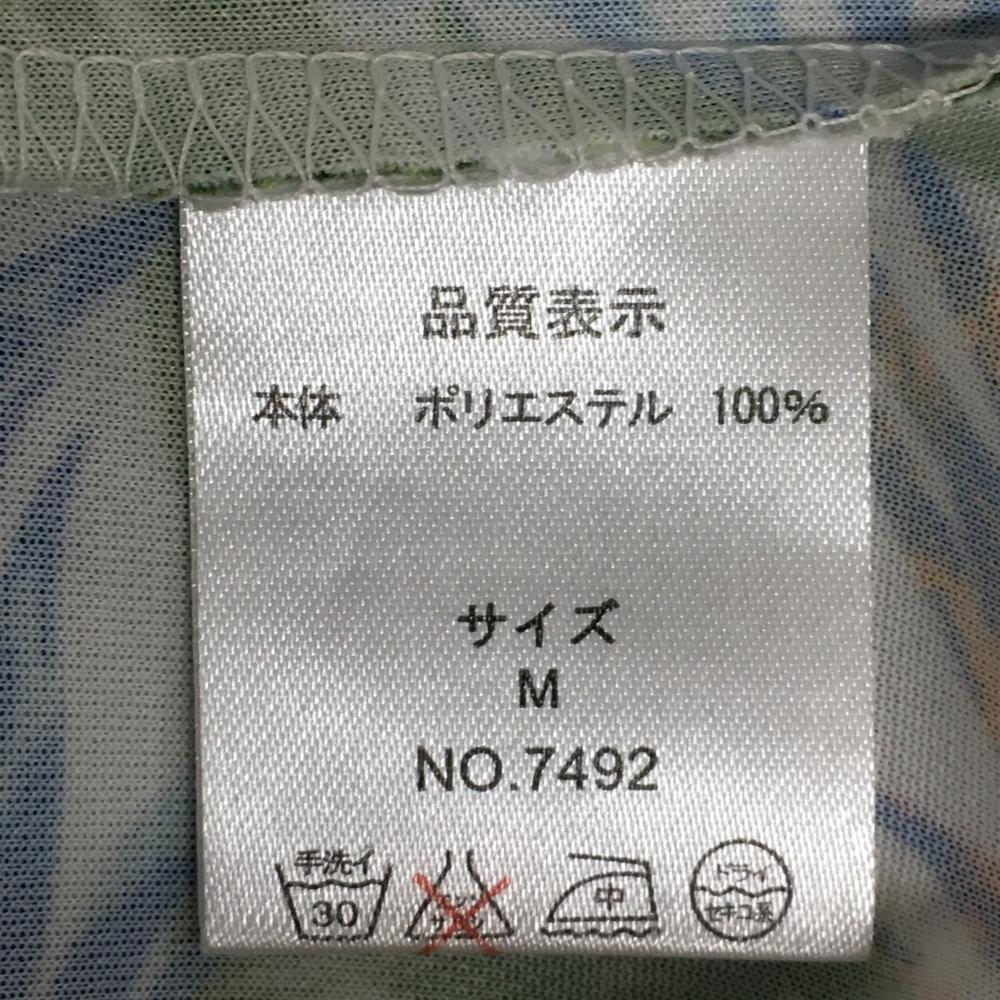 品質表示
本体 ポリエステル 100%
サイズ
M
NO.7492
手洗イ 30
中
ドライ セキユ系